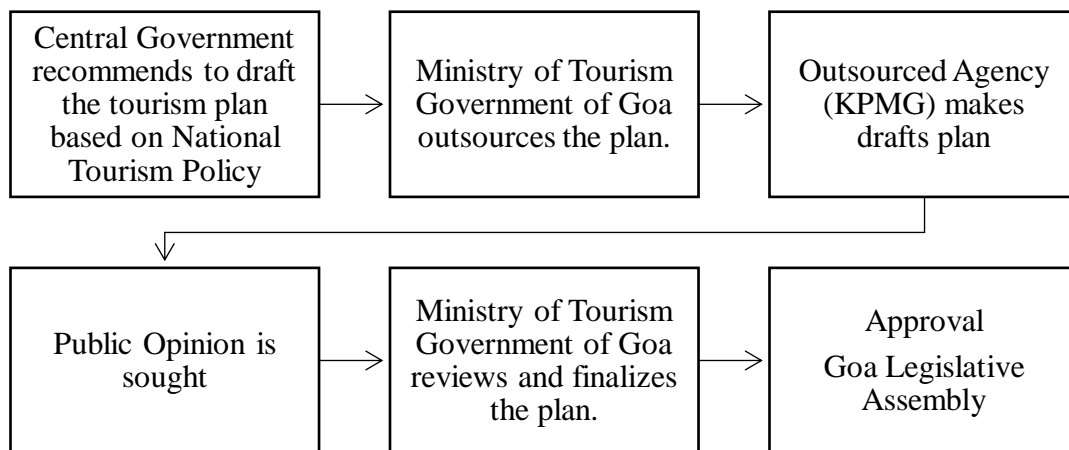 Central Government
recommends to draft
the tourism plan
based on National
Tourism Policy
Ministry of Tourism
Government of Goa
outsources the plan.
Outsourced Agency
(KPMG) makes
drafts plan
Public Opinion is
sought
Ministry of Tourism
Government of Goa
reviews and finalizes
the plan.
Approval
Goa Legislative
Assembly